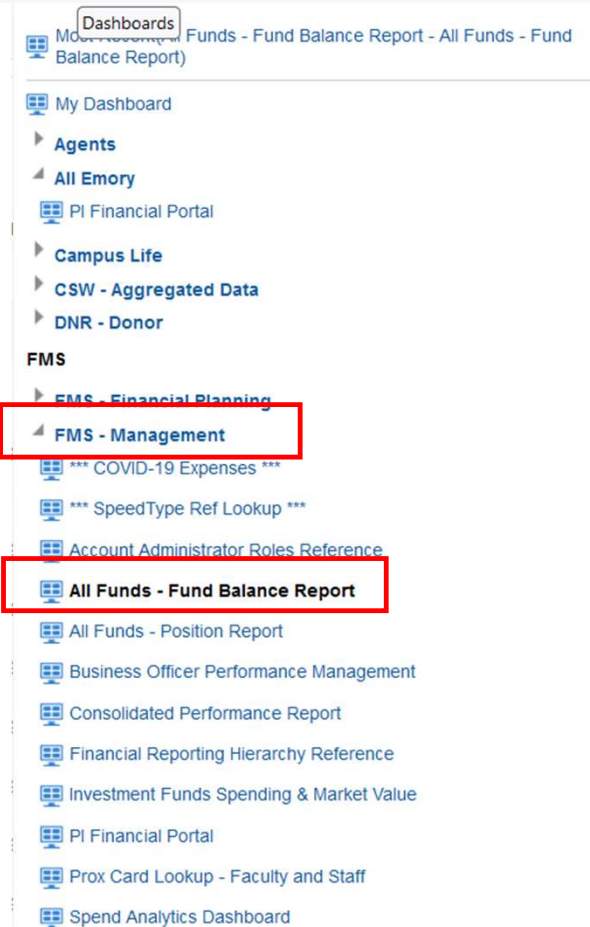 Dashboards
Funds - Fund Balance Report - All Funds - Fund
Balance Report)
My Dashboard
Agents
All Emory
PI Financial Portal
Campus Life
CSW - Aggregated Data
DNR - Donor
FMS
FMS - Financial Planning
FMS - Management
*** COVID-19 Expenses ***
*** SpeedType Ref Lookup ***
Account Administrator Roles Reference
All Funds - Fund Balance Report
All Funds - Position Report
Business Officer Performance Management
Consolidated Performance Report
Financial Reporting Hierarchy Reference
Investment Funds Spending & Market Value
PI Financial Portal
Prox Card Lookup - Faculty and Staff
Spend Analytics Dashboard